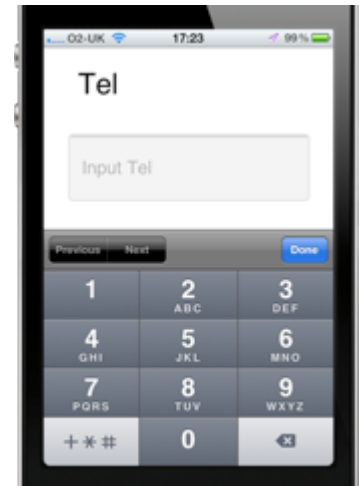 O2-UK 17:23 99%
Tel
Input Tel
Previous Next Done
1 2 3
ABC DEF
4 5 6
GHI JKL MNO
7 8 9
PQRS TUV WXYZ
+*# 0